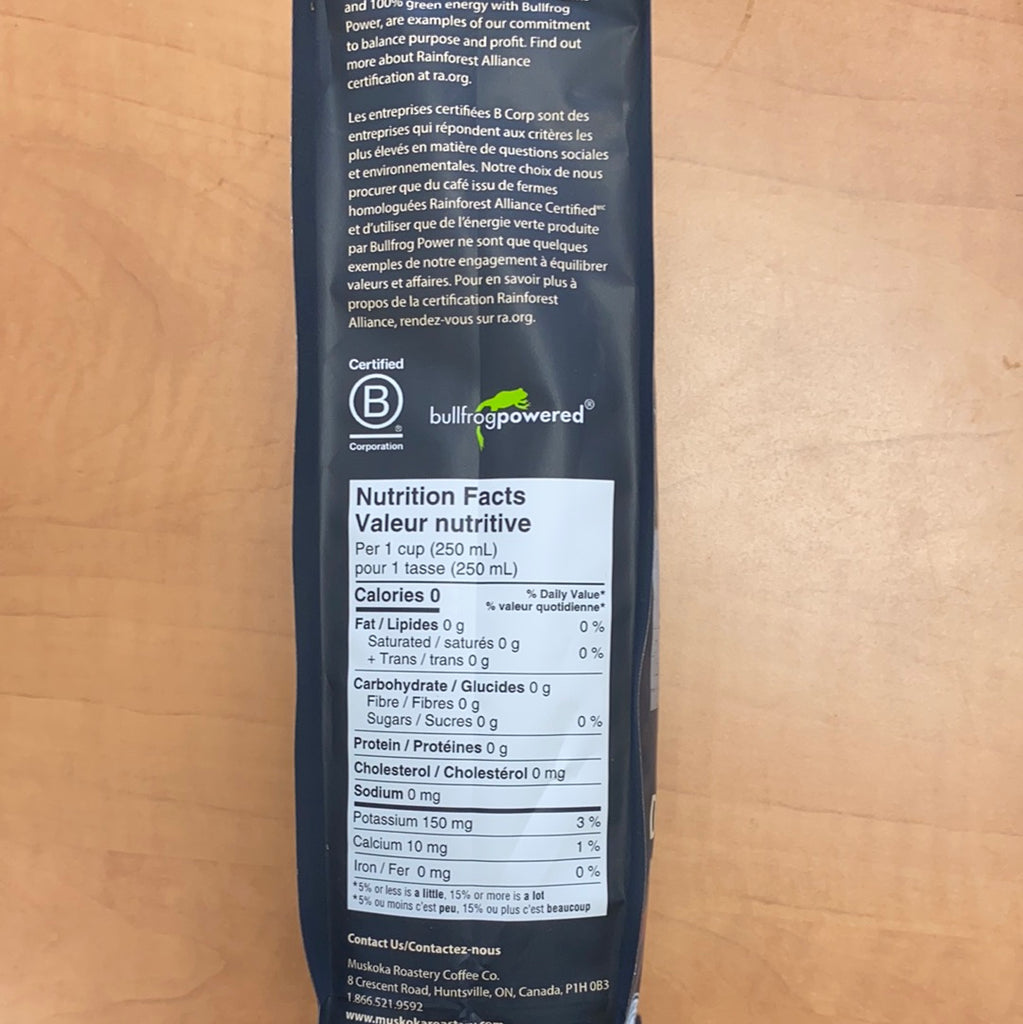 and 100% green energy with Bullfrog
Power, are examples of our commitment
to balance purpose and profit. Find out
more about Rainforest Alliance
certification at ra.org.
Les entreprises certifiées B Corp sont des
entreprises qui répondent aux critères les
plus élevés en matière de questions sociales
et environnementales. Notre choix de nous
procurer que du café issu de fermes
homologuées Rainforest Alliance Certifiedᵐᶜ
et d'utiliser que de l'énergie verte produite
par Bullfrog Power ne sont que quelques
exemples de notre engagement à équilibrer
valeurs et affaires. Pour en savoir plus à
propos de la certification Rainforest
Alliance, rendez-vous sur ra.org.
Certified
B
®
Corporation
bullfrogpowered®
Nutrition Facts
Valeur nutritive
Per 1 cup (250 mL)
pour 1 tasse (250 mL)
Calories 0 % Daily Value*
% valeur quotidienne*
Fat / Lipides 0 g 0 %
Saturated / saturés 0 g
+ Trans / trans 0 g 0 %
Carbohydrate / Glucides 0 g
Fibre / Fibres 0 g
Sugars / Sucres 0 g 0 %
Protein / Protéines 0 g
Cholesterol / Cholestérol 0 mg
Sodium 0 mg
Potassium 150 mg 3 %
Calcium 10 mg 1 %
Iron / Fer 0 mg 0 %
*5% or less is a little, 15% or more is a lot
*5% ou moins c'est peu, 15% ou plus c'est beaucoup
Contact Us/Contactez-nous
Muskoka Roastery Coffee Co.
8 Crescent Road, Huntsville, ON, Canada, P1H 0B3
1.866.521.9592